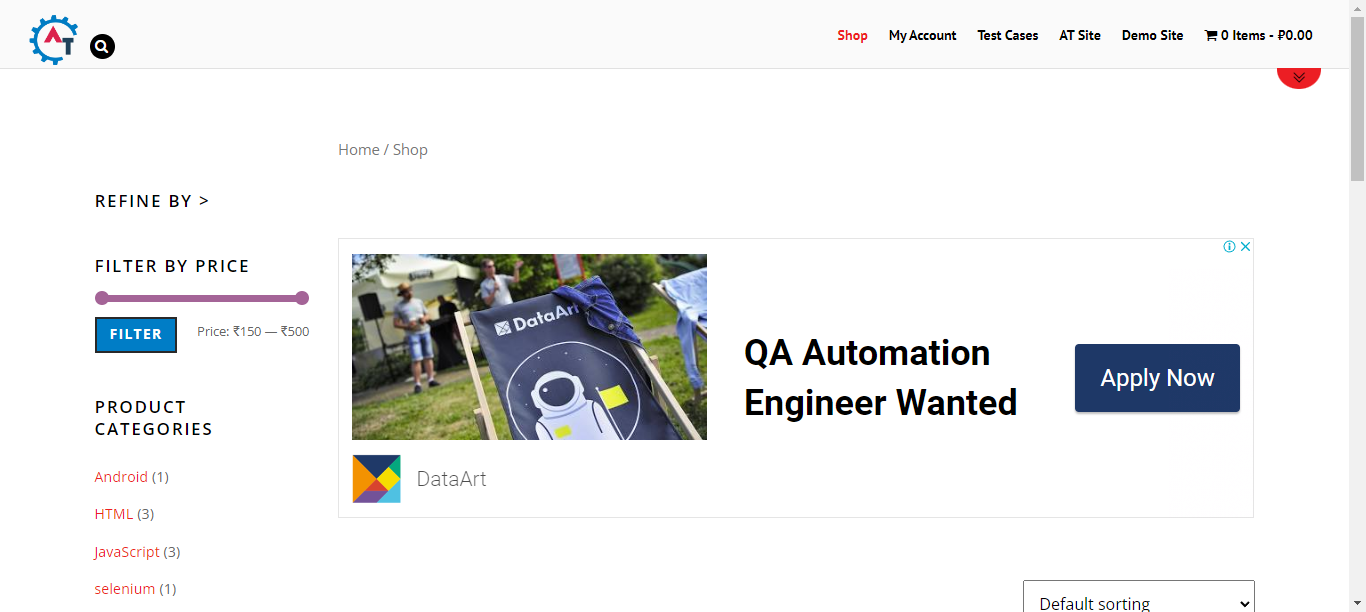 AT
Shop My Account Test Cases AT Site Demo Site 0 Items - ₽0.00
Home / Shop
REFINE BY >
FILTER BY PRICE
FILTER Price: ₹150 — ₹500
PRODUCT
CATEGORIES
Android (1)
HTML (3)
JavaScript (3)
selenium (1)
DataArt
QA Automation
Engineer Wanted
Apply Now
DataArt
Default sorting